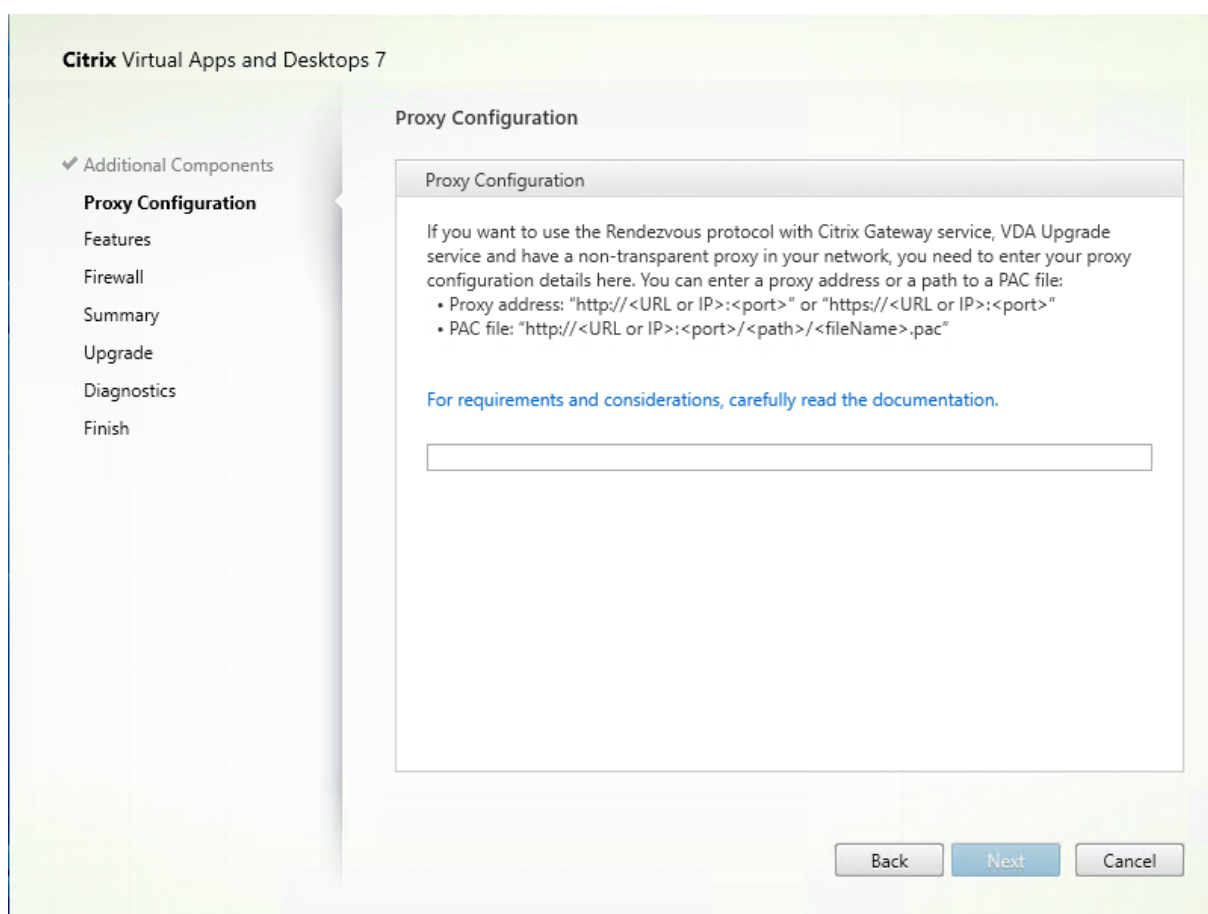 Citrix Virtual Apps and Desktops 7
Additional Components
Proxy Configuration
Features
Firewall
Summary
Upgrade
Diagnostics
Finish
Proxy Configuration
Proxy Configuration
If you want to use the Rendezvous protocol with Citrix Gateway service, VDA Upgrade
service and have a non-transparent proxy in your network, you need to enter your proxy
configuration details here. You can enter a proxy address or a path to a PAC file:
• Proxy address: “http://<URL or IP>:<port>” or “https://<URL or IP>:<port>”
• PAC file: “http://<URL or IP>:<port>/<path>/<fileName>.pac”
For requirements and considerations, carefully read the documentation.
Back
Next
Cancel